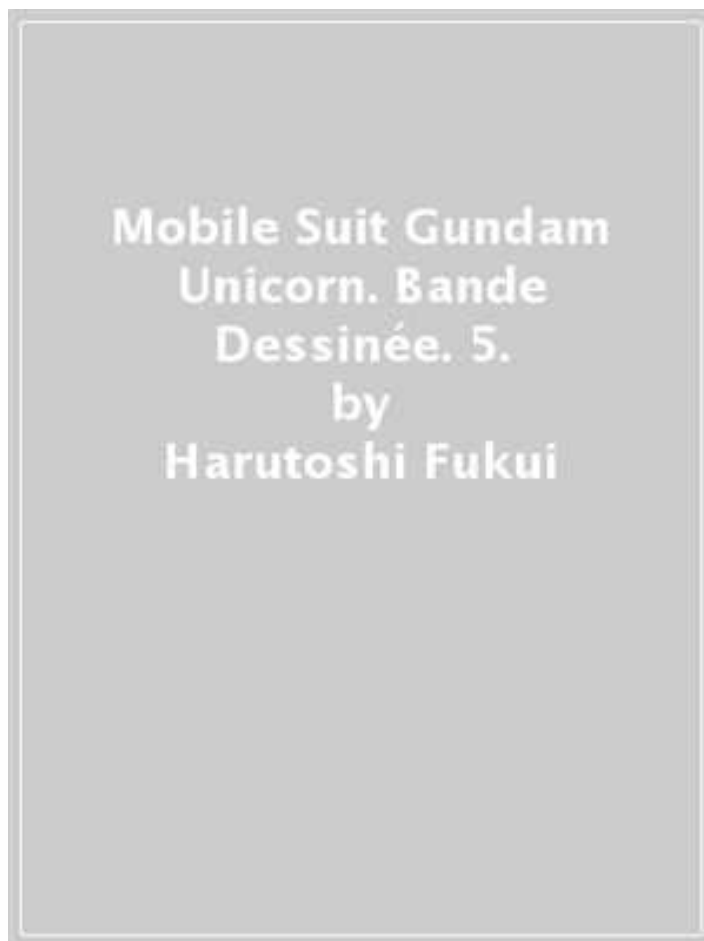 Mobile Suit Gundam
Unicorn. Bande
Dessinée. 5.
by
Harutoshi Fukui